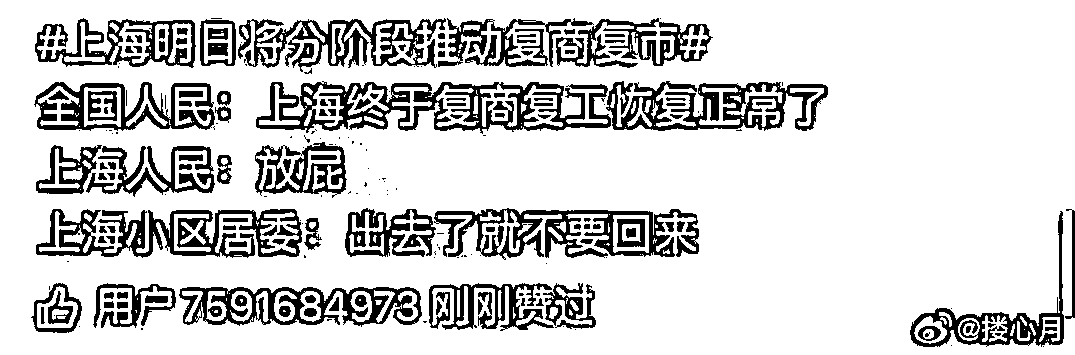 #上海明日将分阶段推动复商复市#
全国人民：上海终于复商复工恢复正常了
上海人民：放屁
上海小区居委：出去了就不要回来
用户7591684973刚刚赞过
@搂心月